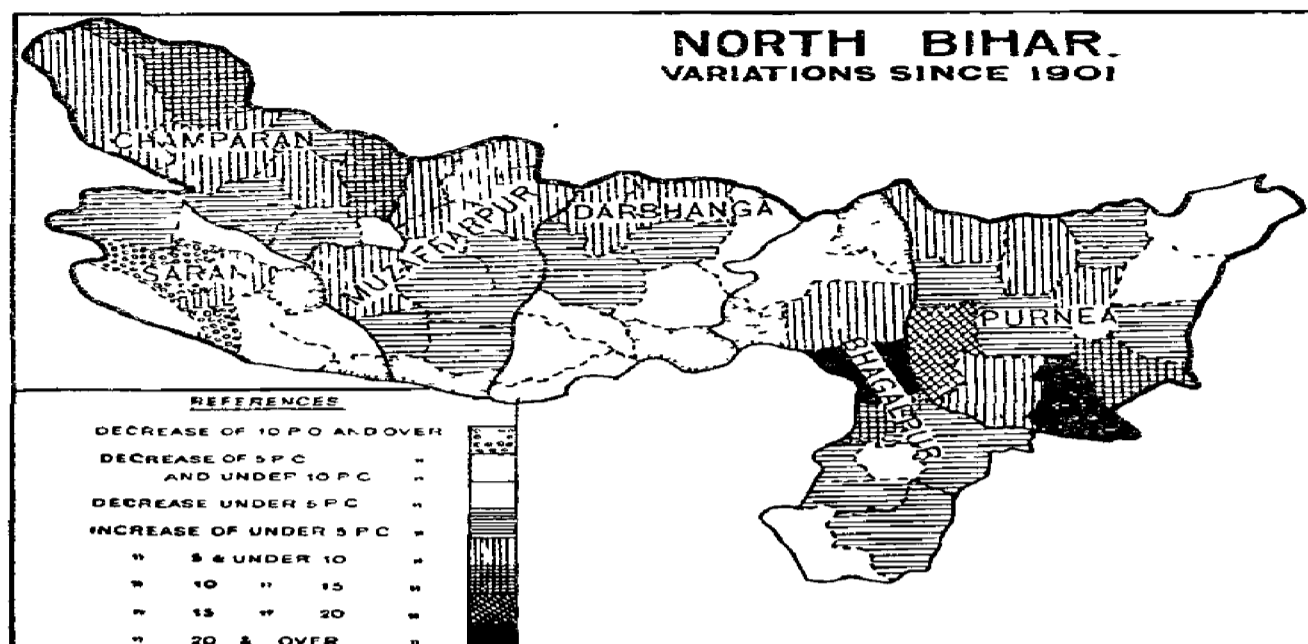 NORTH BIHAR.
VARIATIONS SINCE 1901
CHAMPARAN
SARAN
MUZAFFARPUR
DARBHANGA
BHAGALPUR
PURNEA
REFERENCES
DECREASE OF 10 P C AND OVER
DECREASE OF 5 P C "
AND UNDER 10 P C "
DECREASE UNDER 5 P C "
INCREASE OF UNDER 5 P C "
" 5 & UNDER 10 "
" 10 " 15 "
" 15 " 20 "
" 20 & OVER "